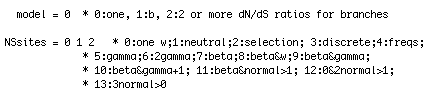 model = 0 * 0:one, 1:b, 2:2 or more dN/dS ratios for branches
NSsites = 0 1 2 * 0:one w;1:neutral;2:selection; 3:discrete;4:freqs;
* 5:gamma;6:2gamma;7:beta;8:beta&w;9:beta&gamma;
* 10:beta&gamma+1; 11:beta&normal>1; 12:0&2normal>1;
* 13:3normal>0